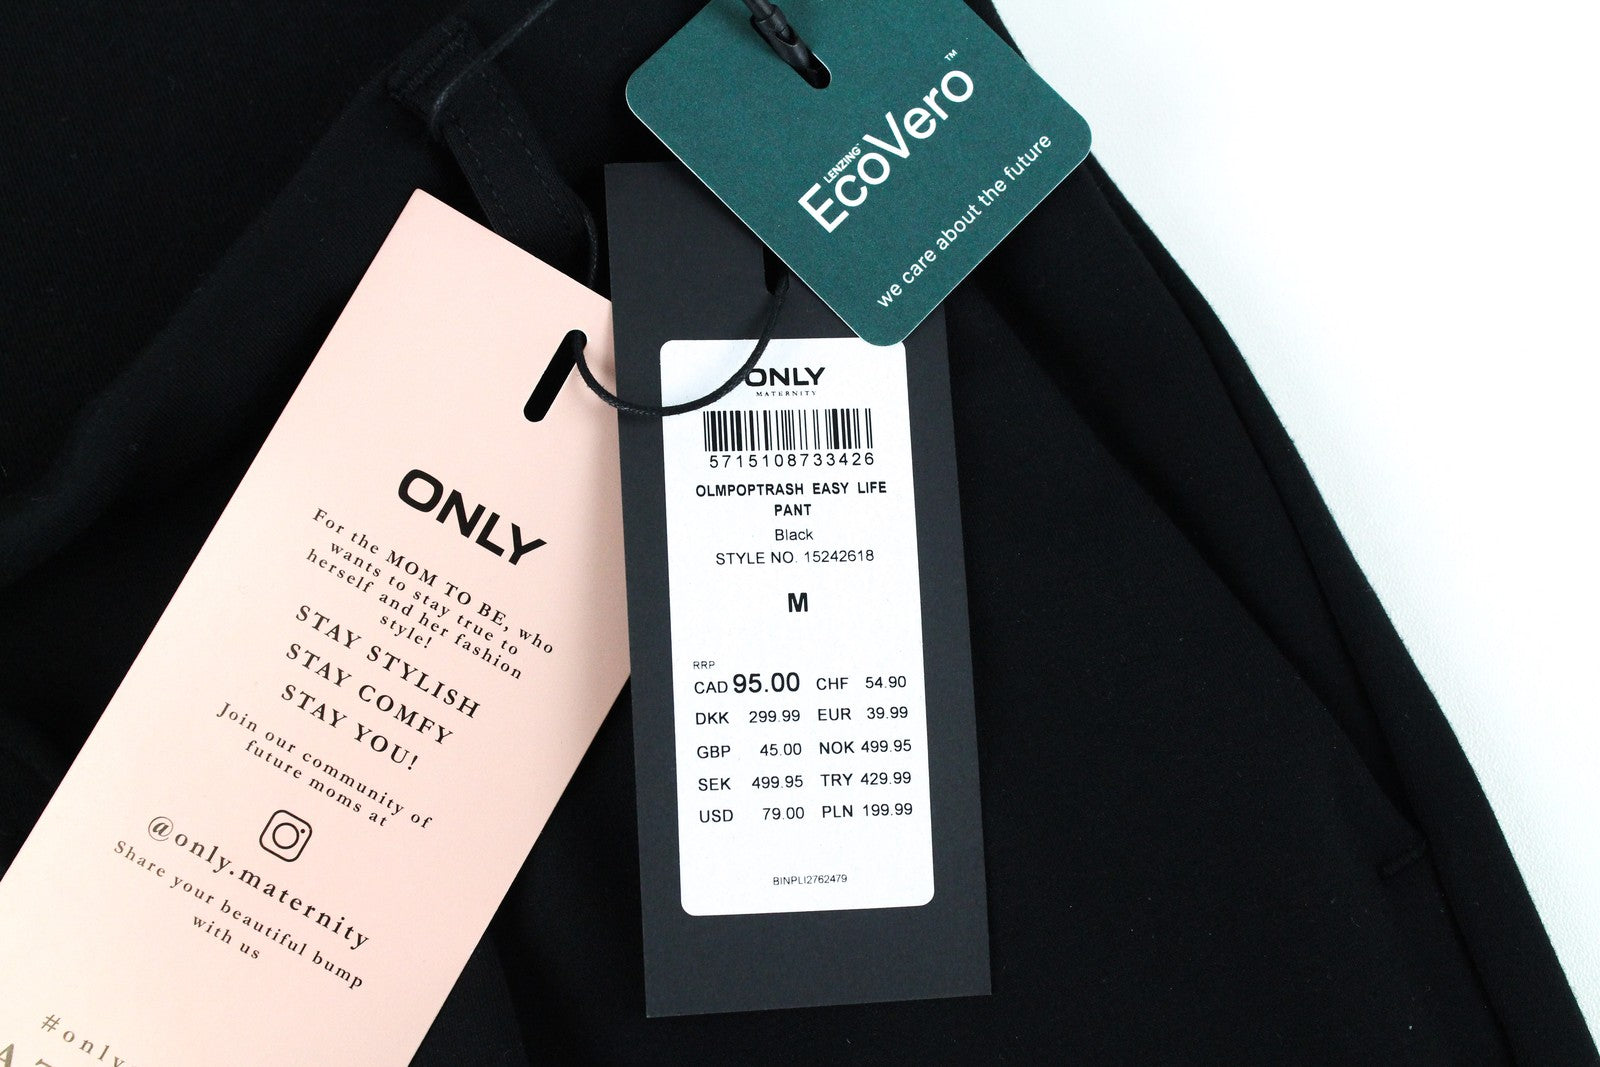 LENZING™
EcoVero™
we care about the future
ONLY
For the MOM TO BE, who
wants to stay true to
herself and her fashion
style!
STAY STYLISH
STAY COMFY
STAY YOU!
Join our community of
future moms at
@only.maternity
Share your beautiful bump
with us
#only
ONLY
MATERNITY
5715108733426
OLMPOPTRASH EASY LIFE
PANT
Black
STYLE NO. 15242618
M
RRP
CAD 95.00 CHF 54.90
DKK 299.99 EUR 39.99
GBP 45.00 NOK 499.95
SEK 499.95 TRY 429.99
USD 79.00 PLN 199.99
BINPLI2762479